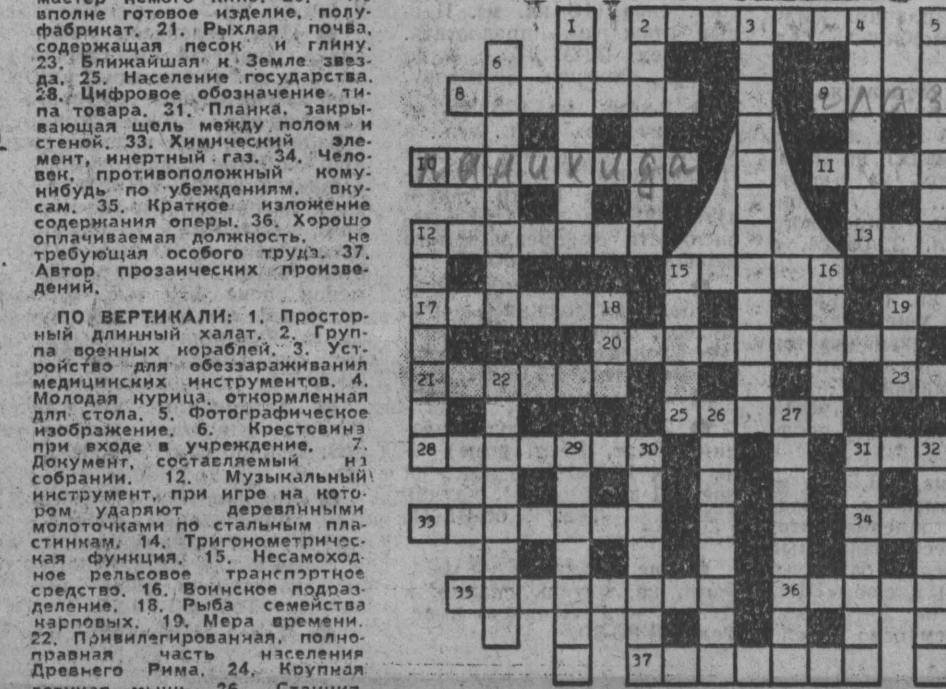 мастер немого кино.
вполне готовое изделие, полу-
фабрикат. 21. Рыхлая почва,
содержащая песок и глину.
23. Ближайшая к Земле звез-
да. 25. Население государства.
28. Цифровое обозначение ти-
па товара. 31. Планка, закры-
вающая щель между полом и
стеной. 33. Химический эле-
мент, инертный газ. 34. Чело-
век, противоположный кому-
нибудь по убеждениям, вку-
сам. 35. Краткое изложение
содержания оперы. 36. Хорошо
оплачиваемая должность, не
требующая особого труда. 37.
Автор прозаических произве-
дений.
ПО ВЕРТИКАЛИ: 1. Простор-
ный длинный халат. 2. Груп-
па военных кораблей. 3. Уст-
ройство для обеззараживания
медицинских инструментов. 4.
Молодая курица, откормленная
для стола. 5. Фотографическое
изображение. 6. Крестовина
при входе в учреждение. 7.
Документ, составляемый на
собрании. 12. Музыкальный
инструмент, при игре на кото-
ром ударяют деревянными
молоточками по стальным пла-
стинкам. 14. Тригонометричес-
кая функция. 15. Несамоход-
ное рельсовое транспортное
средство. 16. Воинское подраз-
деление. 18. Рыба семейства
карповых. 19. Мера времени.
22. Привилегированная, полно-
правная часть населения
Древнего Рима. 24. Крупная
летучая мышь. 26. Станция
1 2 3 4 5
6
8 9 глаз
10 панихида 11
12 13
15 16
17 18 19
20
21 22 23
25 26 27
28 29 30 31 32
33 34
35 36
37